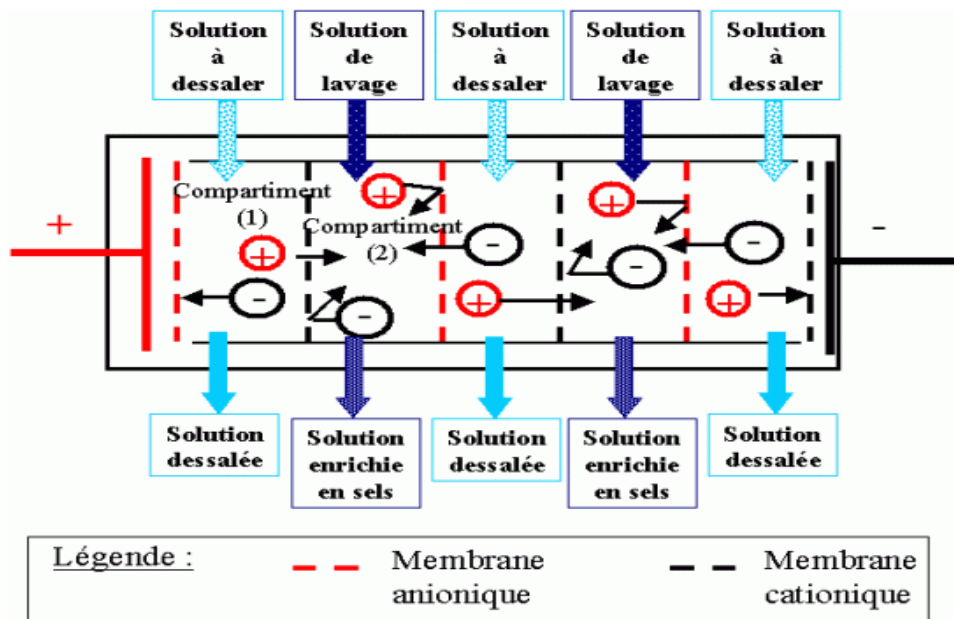 Solution
à
dessaler
Solution
de
lavage
Solution
à
dessaler
Solution
de
lavage
Solution
à
dessaler
+
-
Compartiment
(1)
+
-
+
Compartiment
(2)
-
-
+
+
-
-
+
Solution
dessalée
Solution
enrichie
en sels
Solution
dessalée
Solution
enrichie
en sels
Solution
dessalée
Légende :
Membrane
anionique
Membrane
cationique